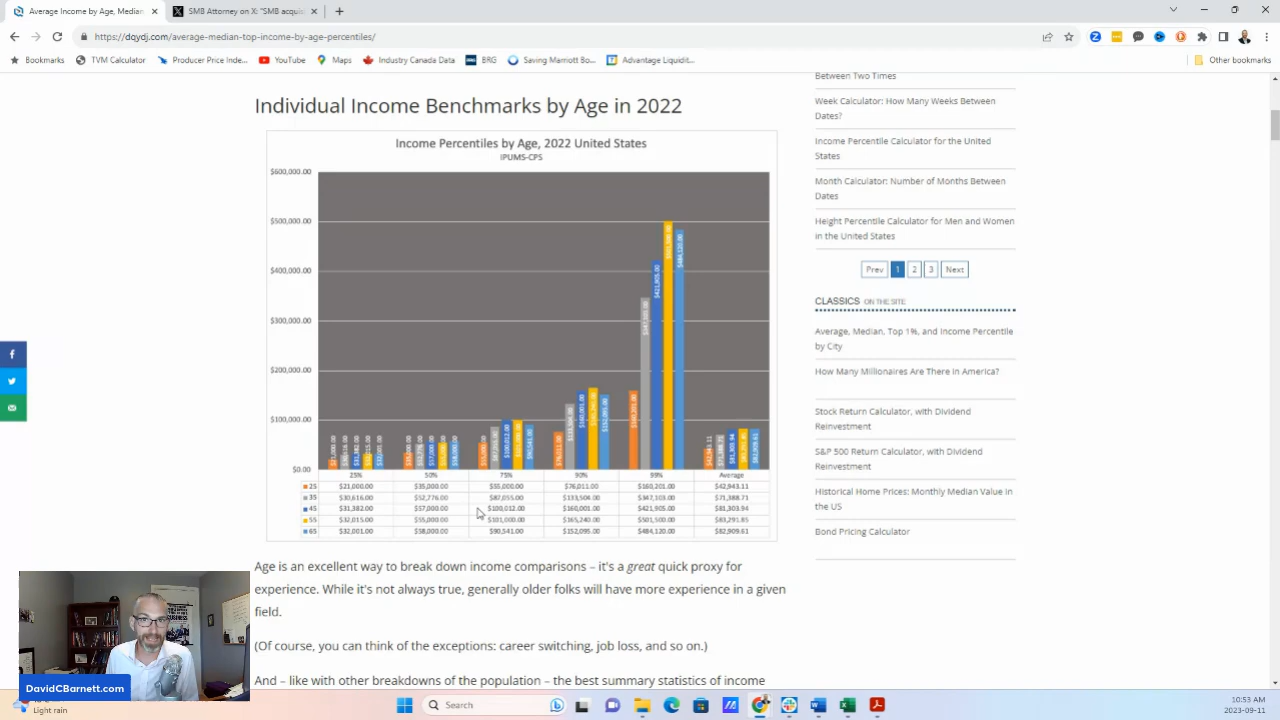 Average Income by Age, Median
SMB Attorney on X: "SMB acquis
https://dqydj.com/average-median-top-income-by-age-percentiles/
Bookmarks
TVM Calculator
Producer Price Inde...
YouTube
Maps
Industry Canada Data
BRG
Saving Marriott Bo...
Advantage Liquidit...
Other bookmarks
Individual Income Benchmarks by Age in 2022
Income Percentiles by Age, 2022 United States
IPUMS-CPS
$600,000.00
$500,000.00
$400,000.00
$300,000.00
$200,000.00
$100,000.00
$0.00
25% 50% 75% 90% 99% Average
25 $21,000.00 $35,000.00 $55,000.00 $76,011.00 $160,201.00 $42,943.11
35 $30,616.00 $52,776.00 $87,055.00 $133,504.00 $347,103.00 $71,388.71
45 $31,382.00 $57,000.00 $100,012.00 $160,001.00 $421,905.00 $81,303.94
55 $32,015.00 $55,000.00 $101,000.00 $165,240.00 $501,500.00 $83,291.85
65 $32,001.00 $58,000.00 $90,541.00 $152,095.00 $484,120.00 $82,909.61
Age is an excellent way to break down income comparisons – it's a great quick proxy for
experience. While it's not always true, generally older folks will have more experience in a given
field.
(Of course, you can think of the exceptions: career switching, job loss, and so on.)
And – like with other breakdowns of the population – the best summary statistics of income
Between Two Times
Week Calculator: How Many Weeks Between
Dates?
Income Percentile Calculator for the United
States
Month Calculator: Number of Months Between
Dates
Height Percentile Calculator for Men and Women
in the United States
Prev 1 2 3 Next
CLASSICS ON THE SITE
Average, Median, Top 1%, and Income Percentile
by City
How Many Millionaires Are There in America?
Stock Return Calculator, with Dividend
Reinvestment
S&P 500 Return Calculator, with Dividend
Reinvestment
Historical Home Prices: Monthly Median Value in
the US
Bond Pricing Calculator
DavidCBarnett.com
Light rain
Search
10:53 AM
2023-09-11